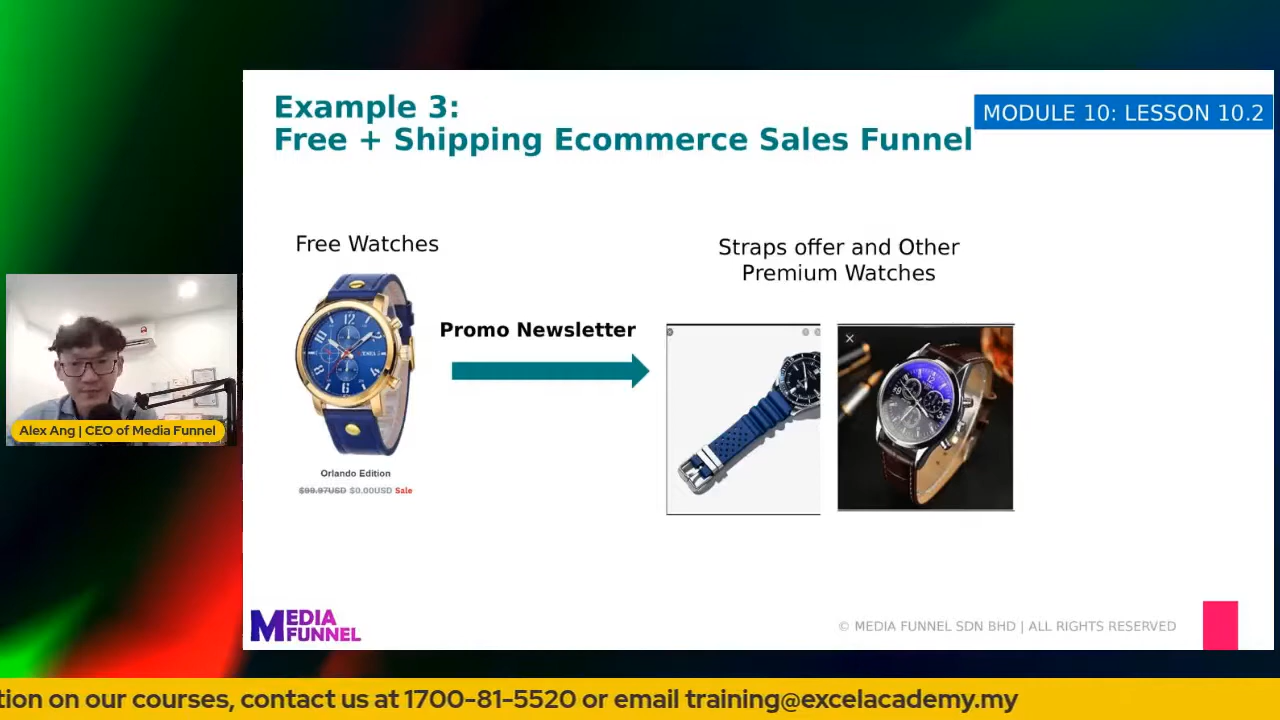 Example 3:
Free + Shipping Ecommerce Sales Funnel
MODULE 10: LESSON 10.2
Free Watches
Straps offer and Other
Premium Watches
Promo Newsletter
Orlando Edition
$99.97USD $0.00USD Sale
Alex Ang | CEO of Media Funnel
MEDIA
FUNNEL
© MEDIA FUNNEL SDN BHD | ALL RIGHTS RESERVED
tion on our courses, contact us at 1700-81-5520 or email training@excelacademy.my